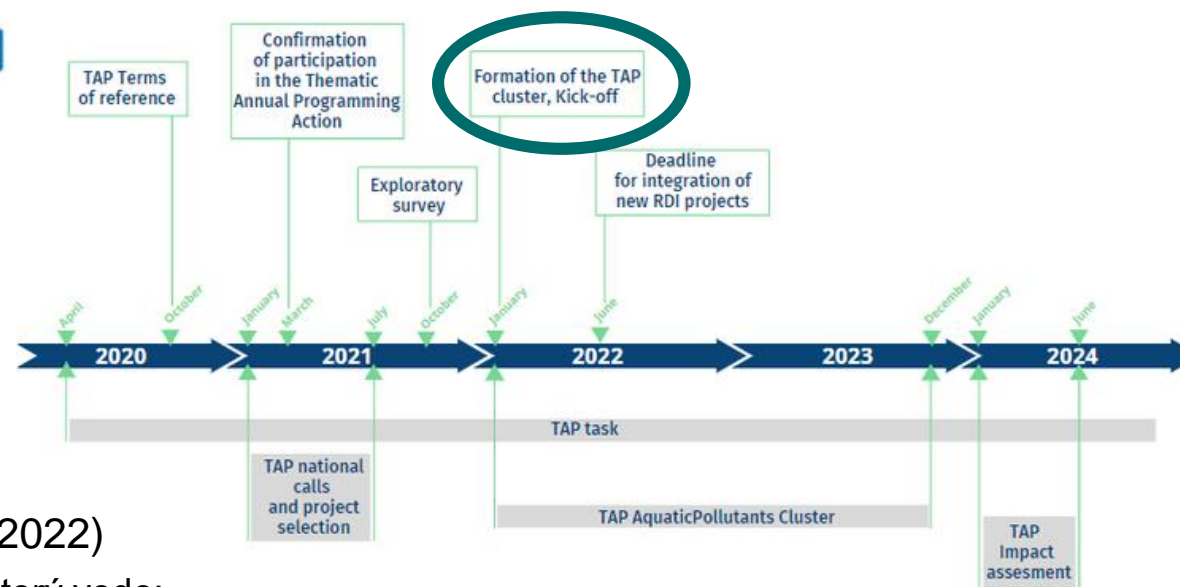 TAP Terms
of reference
Confirmation
of participation
in the Thematic
Annual Programming
Action
Exploratory
survey
Formation of the TAP
cluster, Kick-off
Deadline
for integration of
new RDI projects
April
October
January
March
July
October
January
June
December
January
June
2020
2021
2022
2023
2024
TAP task
TAP national
calls
and project
selection
TAP AquaticPollutants Cluster
TAP
Impact
assesment
2022)